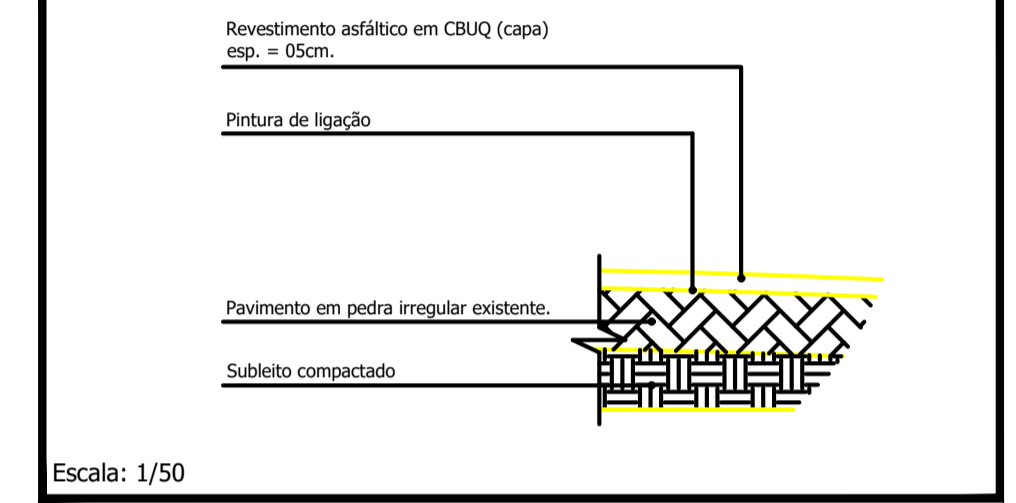 Revestimento asfáltico em CBUQ (capa)
esp. = 05cm.
Pintura de ligação
Pavimento em pedra irregular existente.
Subleito compactado
Escala: 1/50